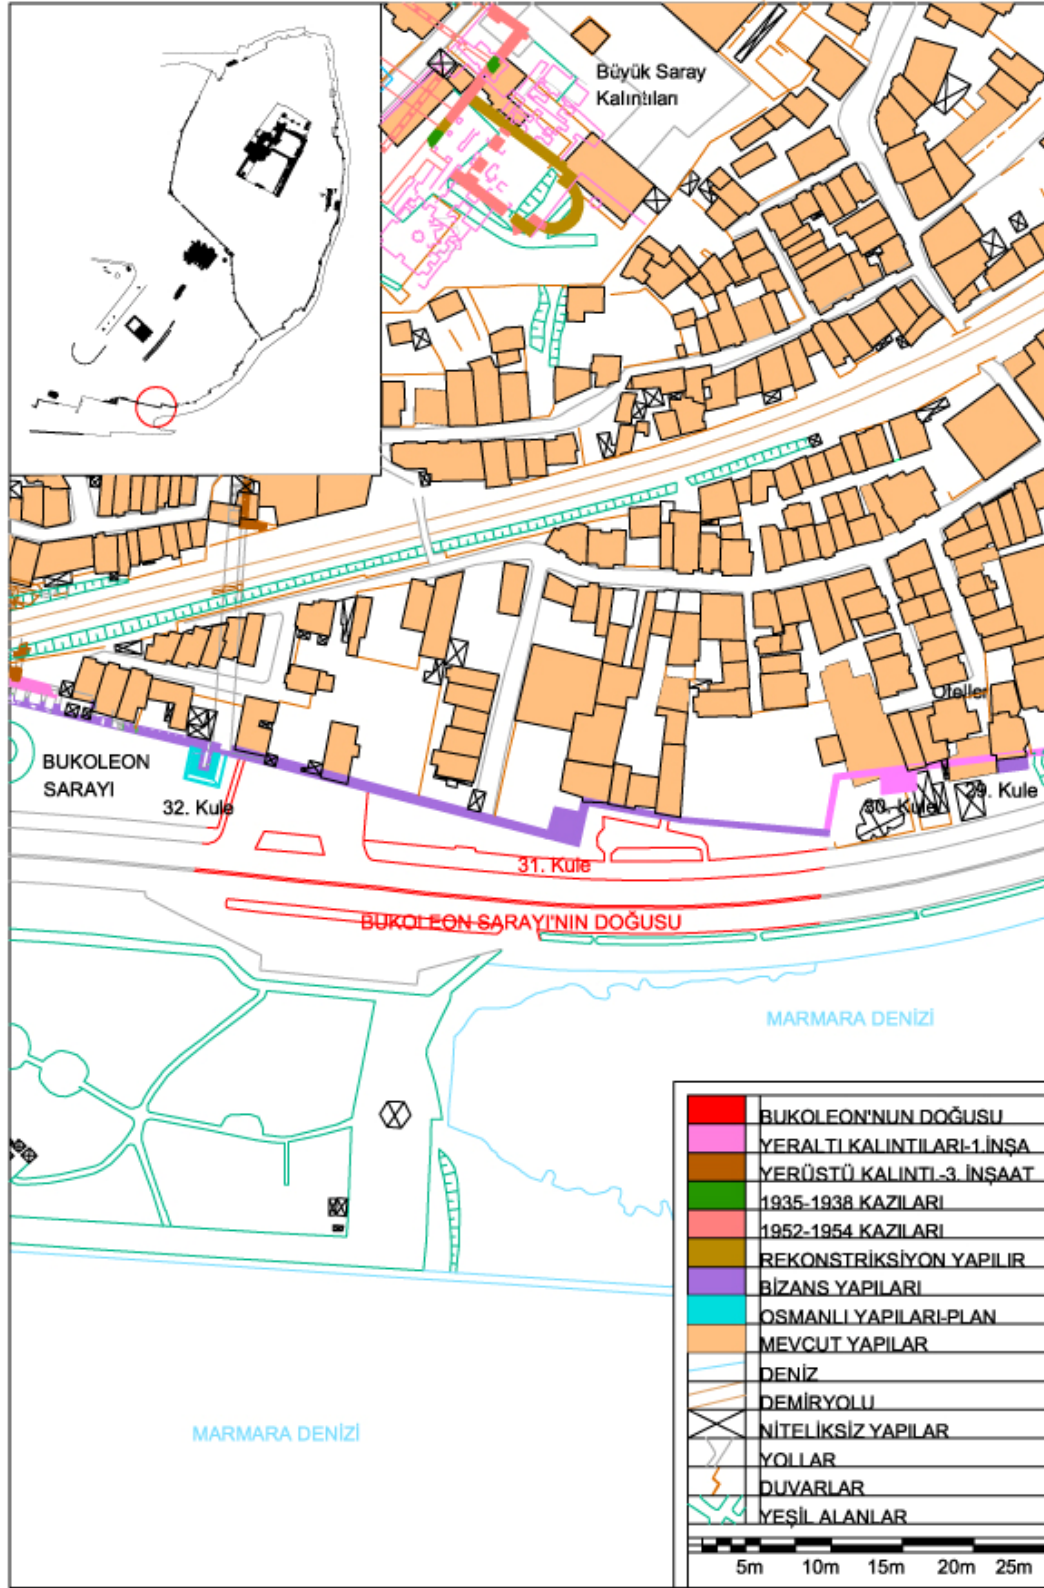 Büyük Saray
Kalıntıları
Oteller
BUKOLEON
SARAYI
32. Kule
29. Kule
30. Kule
31. Kule
BUKOLEON SARAYI'NIN DOĞUSU
MARMARA DENİZİ
MARMARA DENİZİ
BUKOLEON'NUN DOĞUSU
YERALTI KALINTILARI-1.İNŞA
YERÜSTÜ KALINTI.-3. İNŞAAT
1935-1938 KAZILARI
1952-1954 KAZILARI
REKONSTRİKSİYON YAPILIR
BİZANS YAPILARI
OSMANLI YAPILARI-PLAN
MEVCUT YAPILAR
DENİZ
DEMİRYOLU
NİTELİKSİZ YAPILAR
YOLLAR
DUVARLAR
YEŞİL ALANLAR
5m 10m 15m 20m 25m